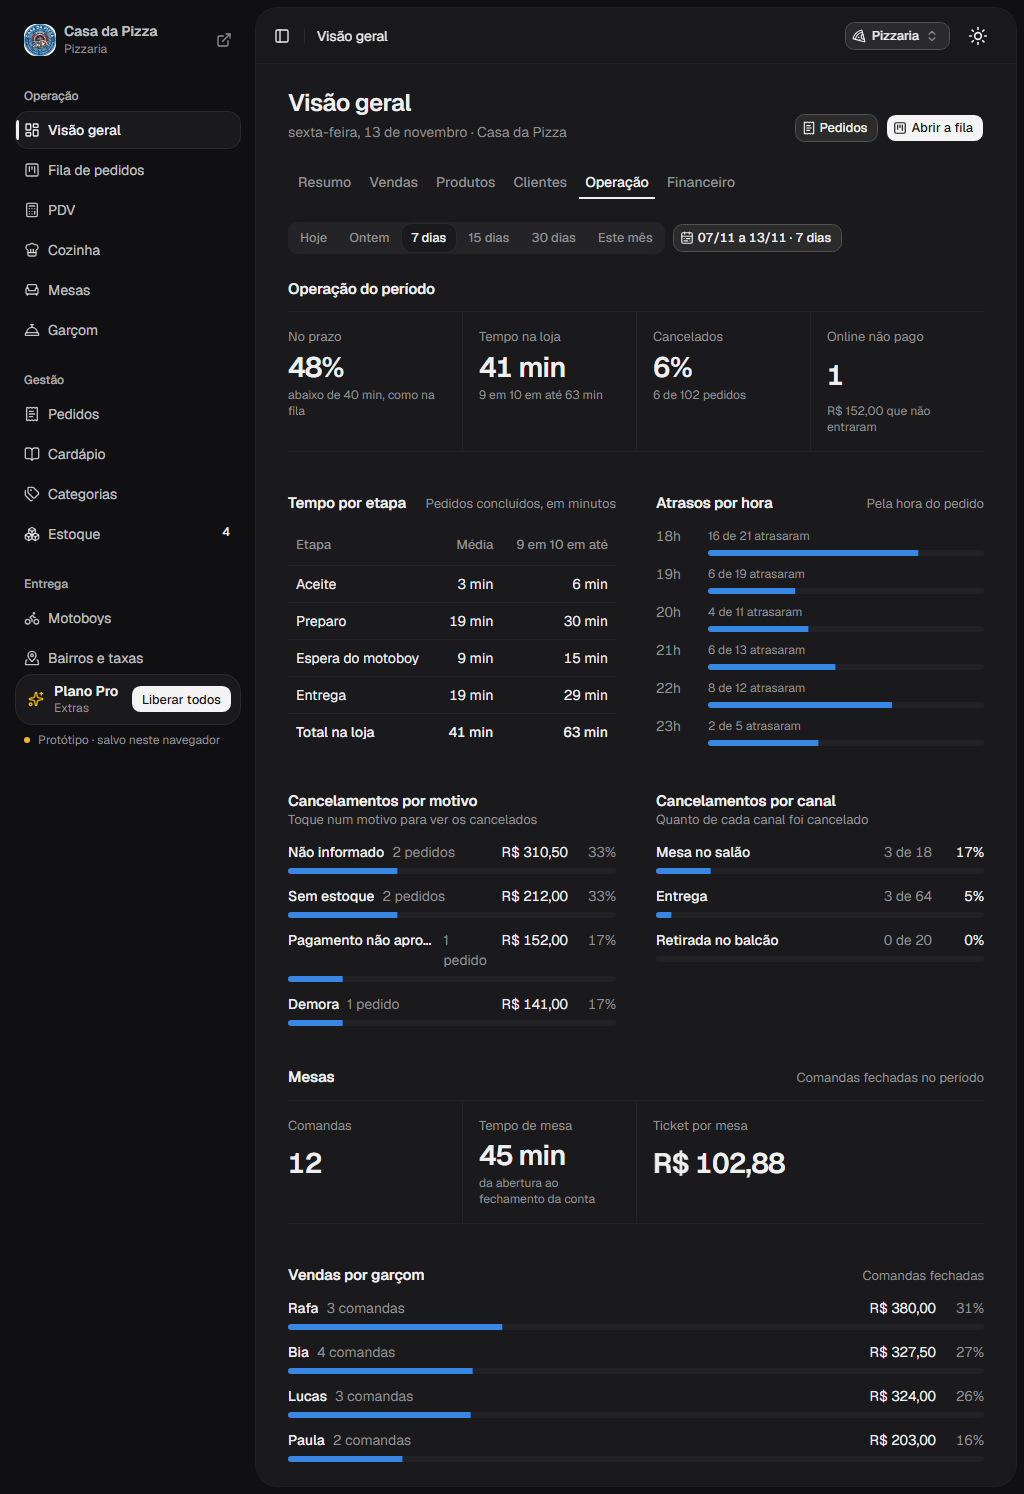 Casa da Pizza
Pizzaria
Operação
Visão geral
Fila de pedidos
PDV
Cozinha
Mesas
Garçom
Gestão
Pedidos
Cardápio
Categorias
Estoque 4
Entrega
Motoboys
Bairros e taxas
Plano Pro
Extras
Liberar todos
Protótipo · salvo neste navegador
Visão geral
Pizzaria
Visão geral
sexta-feira, 13 de novembro · Casa da Pizza
Pedidos
Abrir a fila
Resumo Vendas Produtos Clientes Operação Financeiro
Hoje Ontem 7 dias 15 dias 30 dias Este mês
07/11 a 13/11 · 7 dias
Operação do período
No prazo
48%
abaixo de 40 min, como na
fila
Tempo na loja
41 min
9 em 10 em até 63 min
Cancelados
6%
6 de 102 pedidos
Online não pago
1
R$ 152,00 que não
entraram
Tempo por etapa Pedidos concluídos, em minutos
Etapa Média 9 em 10 em até
Aceite 3 min 6 min
Preparo 19 min 30 min
Espera do motoboy 9 min 15 min
Entrega 19 min 29 min
Total na loja 41 min 63 min
Atrasos por hora Pela hora do pedido
18h 16 de 21 atrasaram
19h 6 de 19 atrasaram
20h 4 de 11 atrasaram
21h 6 de 13 atrasaram
22h 8 de 12 atrasaram
23h 2 de 5 atrasaram
Cancelamentos por motivo
Toque num motivo para ver os cancelados
Não informado 2 pedidos R$ 310,50 33%
Sem estoque 2 pedidos R$ 212,00 33%
Pagamento não apro... 1 R$ 152,00 17%
pedido
Demora 1 pedido R$ 141,00 17%
Cancelamentos por canal
Quanto de cada canal foi cancelado
Mesa no salão 3 de 18 17%
Entrega 3 de 64 5%
Retirada no balcão 0 de 20 0%
Mesas Comandas fechadas no período
Comandas
12
Tempo de mesa
45 min
da abertura ao
fechamento da conta
Ticket por mesa
R$ 102,88
Vendas por garçom Comandas fechadas
Rafa 3 comandas R$ 380,00 31%
Bia 4 comandas R$ 327,50 27%
Lucas 3 comandas R$ 324,00 26%
Paula 2 comandas R$ 203,00 16%